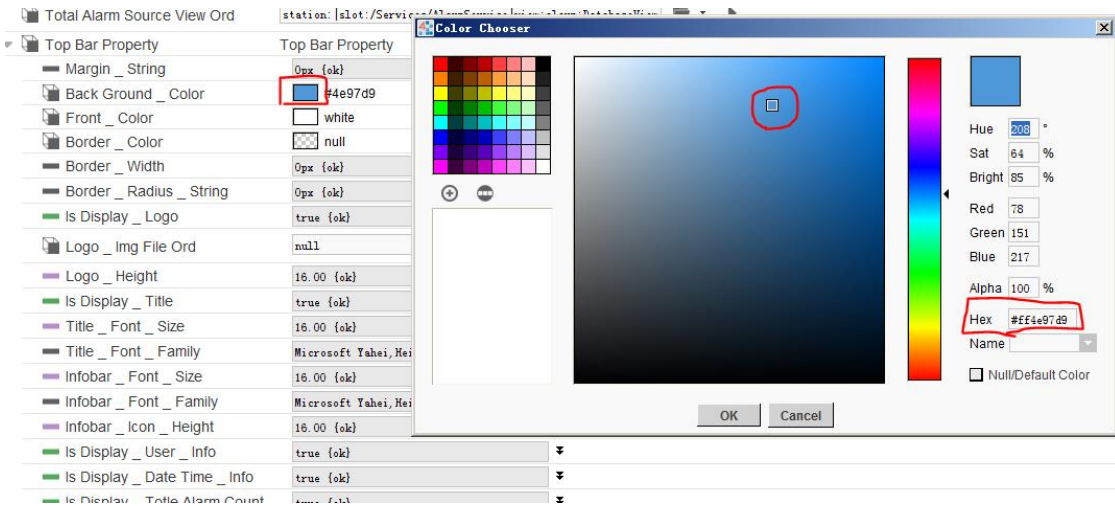 Total Alarm Source View Ord
Color Chooser
Top Bar Property Top Bar Property
Margin _ String 0px {ok}
Back Ground _ Color #4e97d9
Front _ Color white
Border _ Color null
Border _ Width 0px {ok}
Border _ Radius _ String 0px {ok}
Is Display _ Logo true {ok}
Logo _ Img File Ord null
Logo _ Height 16.00 {ok}
Is Display _ Title true {ok}
Title _ Font _ Size 16.00 {ok}
Title _ Font _ Family Microsoft Yahei,Hei
Infobar _ Font _ Size 16.00 {ok}
Infobar _ Font _ Family Microsoft Yahei,Hei
Infobar _ Icon _ Height 16.00 {ok}
Is Display _ User _ Info true {ok}
Is Display _ Date Time _ Info true {ok}
Is Display _ Totle Alarm Count
Hue 208 °
Sat 64 %
Bright 85 %
Red 78
Green 151
Blue 217
Alpha 100 %
Hex #ff4e97d9
Name
Null/Default Color
OK Cancel